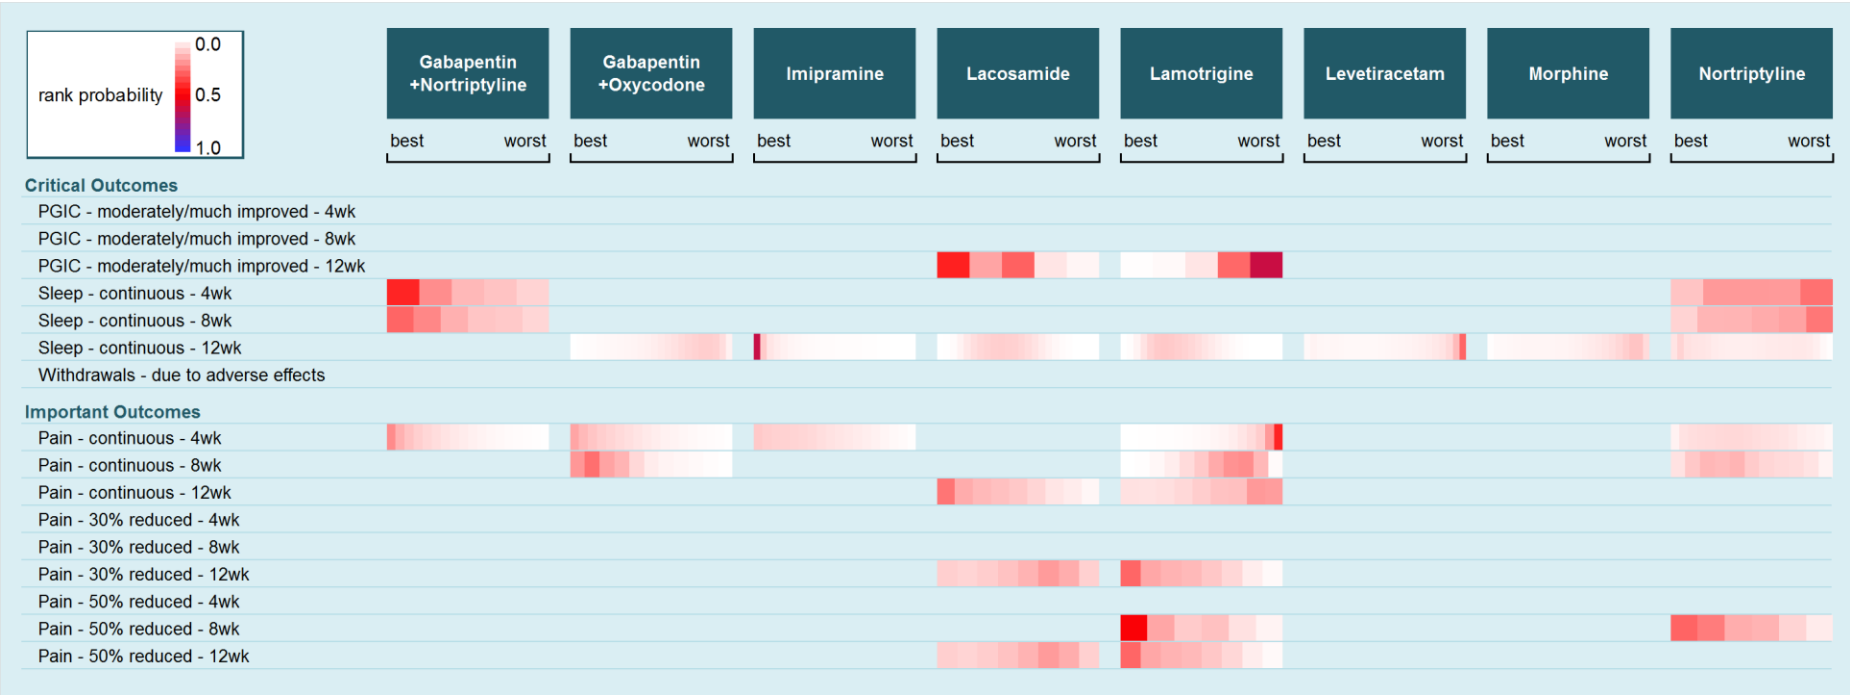 rank probability
0.0
0.5
1.0
Gabapentin
+Nortriptyline
Gabapentin
+Oxycodone
Imipramine
Lacosamide
Lamotrigine
Levetiracetam
Morphine
Nortriptyline
best worst best worst best worst best worst best worst best worst best worst best worst
Critical Outcomes
PGIC - moderately/much improved - 4wk
PGIC - moderately/much improved - 8wk
PGIC - moderately/much improved - 12wk
Sleep - continuous - 4wk
Sleep - continuous - 8wk
Sleep - continuous - 12wk
Withdrawals - due to adverse effects
Important Outcomes
Pain - continuous - 4wk
Pain - continuous - 8wk
Pain - continuous - 12wk
Pain - 30% reduced - 4wk
Pain - 30% reduced - 8wk
Pain - 30% reduced - 12wk
Pain - 50% reduced - 4wk
Pain - 50% reduced - 8wk
Pain - 50% reduced - 12wk